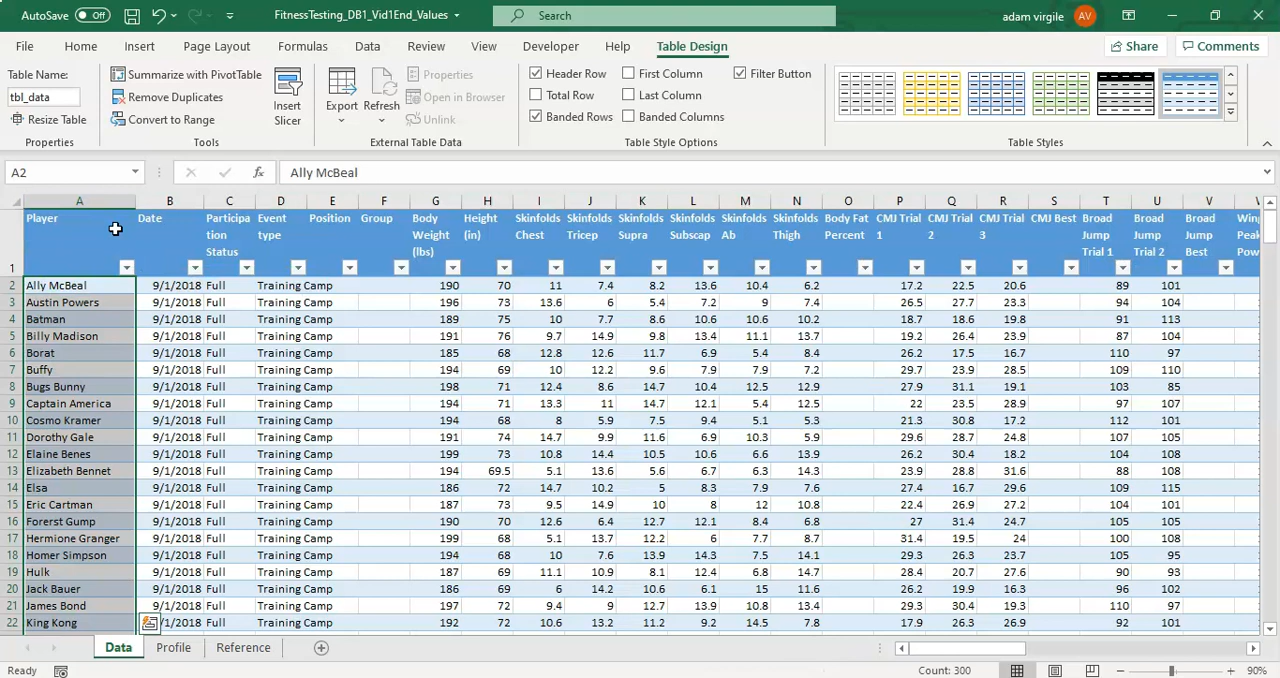 AutoSave Off FitnessTesting_DB1_Vid1End_Values Search adam virgile AV
File Home Insert Page Layout Formulas Data Review View Developer Help Table Design Share Comments
Table Name:
tbl_data
Resize Table
Properties
Summarize with PivotTable
Remove Duplicates
Convert to Range
Tools
Insert
Slicer
Export
Refresh
Properties
Open in Browser
Unlink
External Table Data
Header Row First Column Filter Button
Total Row Last Column
Banded Rows Banded Columns
Table Style Options
Table Styles
A2 fx Ally McBeal
A B C D E F G H I J K L M N O P Q R S T U V W
Player Date Participa Event Position Group Body Height Skinfolds Skinfolds Skinfolds Skinfolds Skinfolds Skinfolds Body Fat CMJ Trial CMJ Trial CMJ Trial CMJ Best Broad Broad Broad Wing
tion type Weight (in) Chest Tricep Supra Subscap Ab Thigh Percent 1 2 3 Jump Jump Jump Peak
Status (lbs) Trial 1 Trial 2 Best Pow
1
2 Ally McBeal 9/1/2018 Full Training Camp 190 70 11 7.4 8.2 13.6 10.4 6.2 17.2 22.5 20.6 89 101
3 Austin Powers 9/1/2018 Full Training Camp 196 73 13.6 6 5.4 7.2 9 7.4 26.5 27.7 23.3 94 104
4 Batman 9/1/2018 Full Training Camp 189 75 10 7.7 8.6 10.6 10.6 10.2 18.7 18.6 19.8 91 113
5 Billy Madison 9/1/2018 Full Training Camp 191 76 9.7 14.9 9.8 13.4 11.1 13.7 19.2 26.4 23.9 87 104
6 Borat 9/1/2018 Full Training Camp 185 68 12.8 12.6 11.7 6.9 5.4 8.4 26.2 17.5 16.7 110 97
7 Buffy 9/1/2018 Full Training Camp 194 69 10 12.2 9.6 7.9 7.9 7.2 29.7 23.9 28.5 109 110
8 Bugs Bunny 9/1/2018 Full Training Camp 198 71 12.4 8.6 14.7 10.4 12.5 12.9 27.9 31.1 19.1 103 85
9 Captain America 9/1/2018 Full Training Camp 194 71 13.3 11 14.7 12.1 5.4 12.5 22 23.5 28.9 97 107
10 Cosmo Kramer 9/1/2018 Full Training Camp 194 68 8 5.9 7.5 9.4 5.1 5.3 21.3 30.8 17.2 112 101
11 Dorothy Gale 9/1/2018 Full Training Camp 191 74 14.7 9.9 11.6 6.9 10.3 5.9 29.6 28.7 24.8 107 105
12 Elaine Benes 9/1/2018 Full Training Camp 199 73 10.8 14.4 10.5 10.6 6.6 13.9 26.2 30.4 18.2 104 108
13 Elizabeth Bennet 9/1/2018 Full Training Camp 194 69.5 5.1 13.6 5.6 6.7 6.3 14.3 23.9 28.8 31.6 88 108
14 Elsa 9/1/2018 Full Training Camp 186 72 14.7 10.2 5 8.3 7.9 7.6 27.4 16.7 29.6 109 115
15 Eric Cartman 9/1/2018 Full Training Camp 187 73 9.5 14.9 10 8 12 10.8 22.4 26.9 27.2 104 101
16 Forerst Gump 9/1/2018 Full Training Camp 190 70 12.6 6.4 12.7 12.1 8.4 6.8 27 31.4 24.7 105 105
17 Hermione Granger 9/1/2018 Full Training Camp 199 68 5.1 13.7 12.2 6 7.7 8.7 31.4 19.5 24 100 108
18 Homer Simpson 9/1/2018 Full Training Camp 194 68 10 7.6 13.9 14.3 7.5 14.1 29.3 26.3 23.7 105 95
19 Hulk 9/1/2018 Full Training Camp 187 69 11.1 10.9 8.1 12.4 6.8 14.7 28.4 20.7 27.6 90 93
20 Jack Bauer 9/1/2018 Full Training Camp 186 69 6 14.2 10.6 6.1 15 11.6 26.2 19.9 16.3 96 102
21 James Bond 9/1/2018 Full Training Camp 197 72 9.4 9 12.7 13.9 10.8 13.4 29.3 30.4 19.3 110 97
22 King Kong /1/2018 Full Training Camp 192 72 10.6 13.2 11.2 9.2 14.5 7.8 17.9 26.3 26.9 92 101
Data Profile Reference
Ready Count: 300 90%